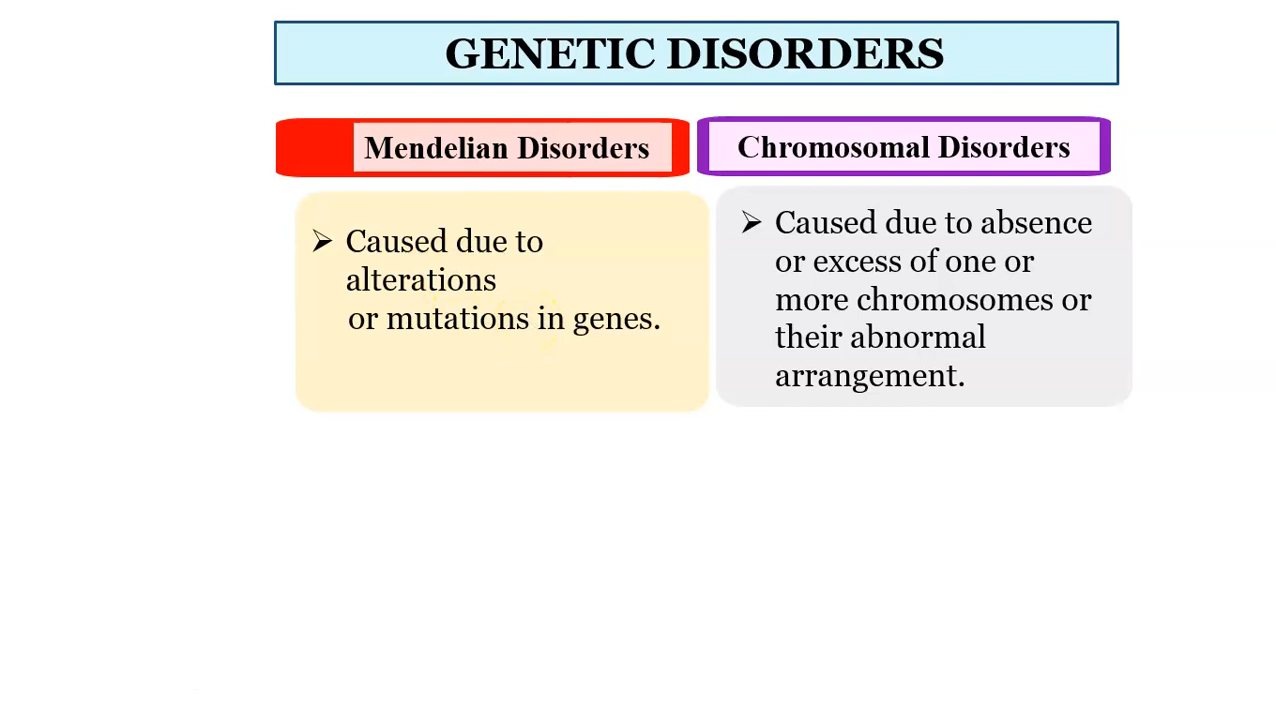 GENETIC DISORDERS
Mendelian Disorders
Chromosomal Disorders
➢ Caused due to
alterations
or mutations in genes.
➢ Caused due to absence
or excess of one or
more chromosomes or
their abnormal
arrangement.